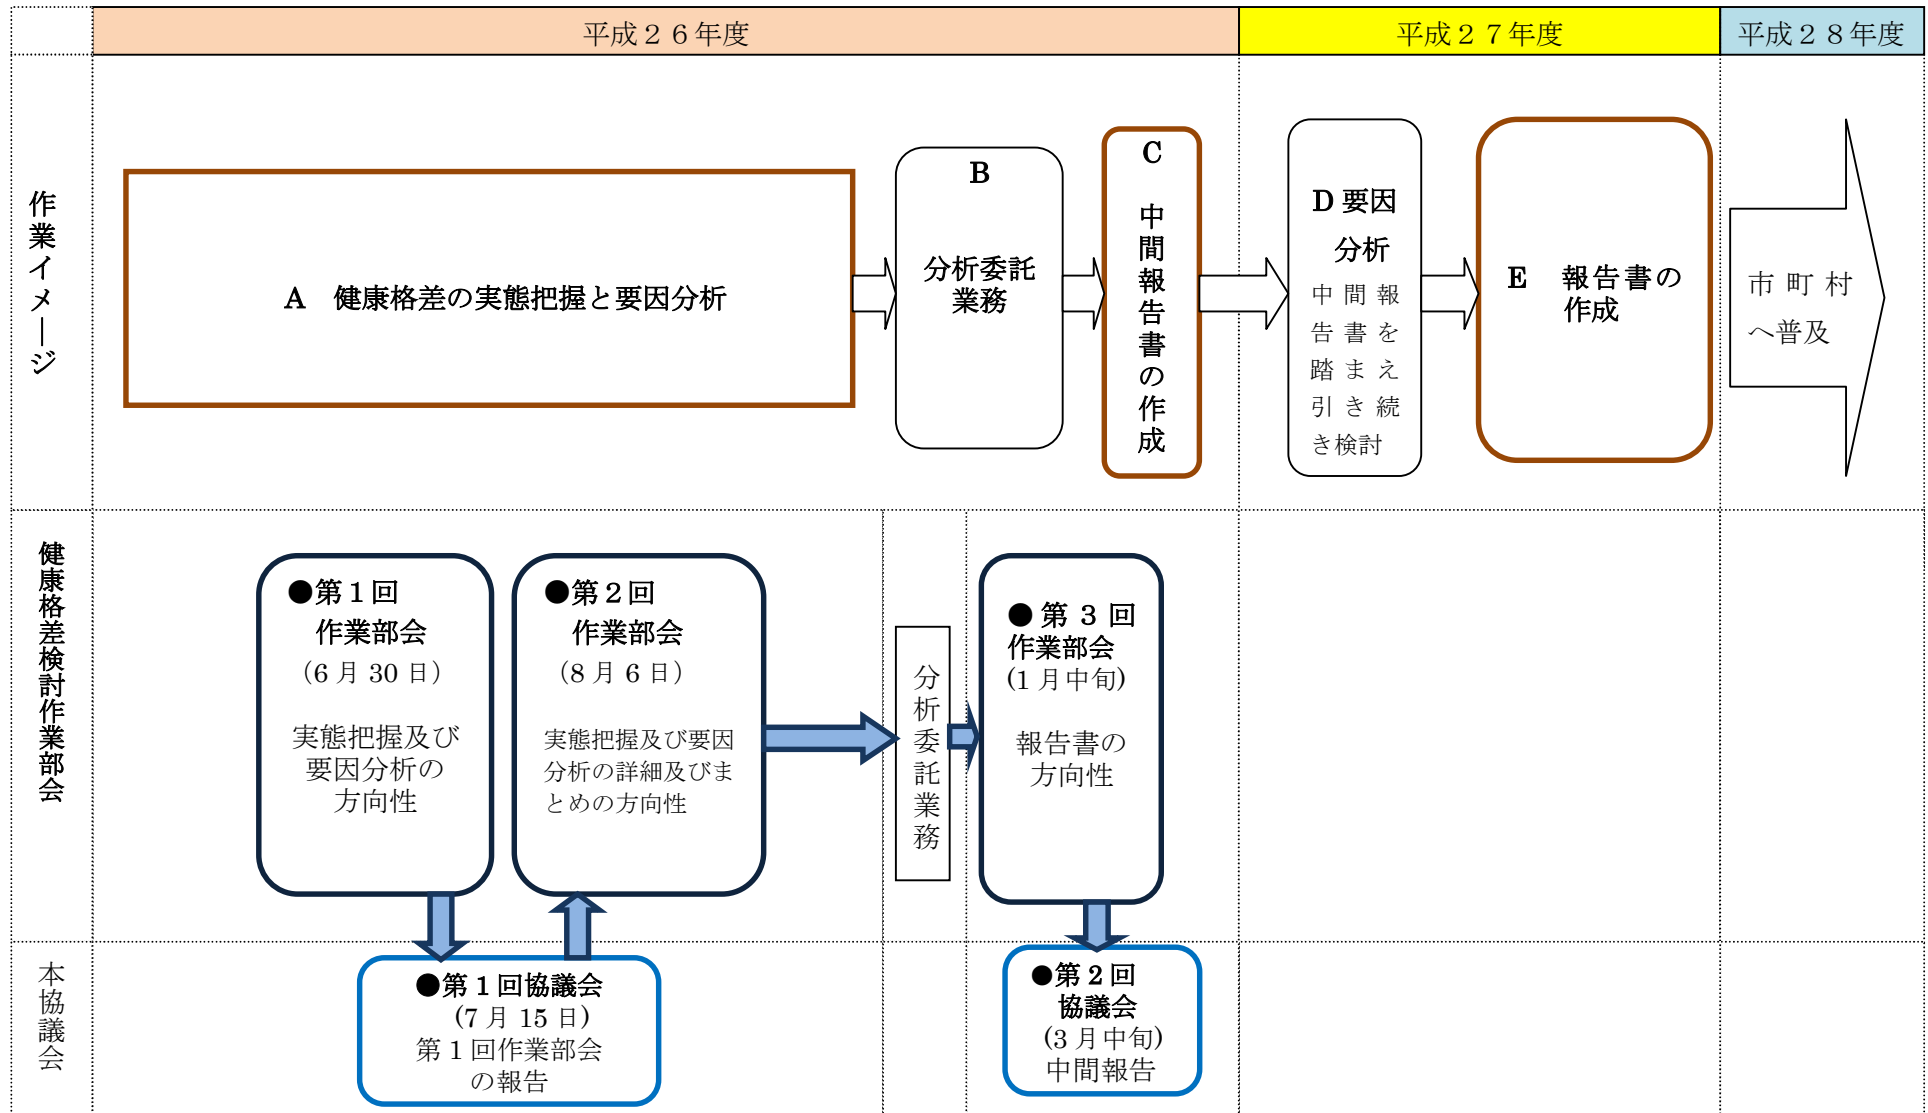 平成２６年度
平成２７年度
平成２８年度
作業イメージ
A　健康格差の実態把握と要因分析
B
分析委託
業務
C
中間報告書の作成
D 要因
分析
中間報
告書を
踏まえ
引き続
き検討
E　報告書の
作成
市町村
へ普及
健康格差検討作業部会
●第１回
作業部会
（6 月 30 日）
実態把握及び
要因分析の
方向性
●第２回
作業部会
（8 月 6 日）
実態把握及び要因
分析の詳細及びま
とめの方向性
分析委託業務
●第３回
作業部会
(1 月中旬)
報告書の
方向性
本協議会
●第１回協議会
(7 月 15 日)
第１回作業部会
の報告
●第２回
協議会
(3 月中旬)
中間報告